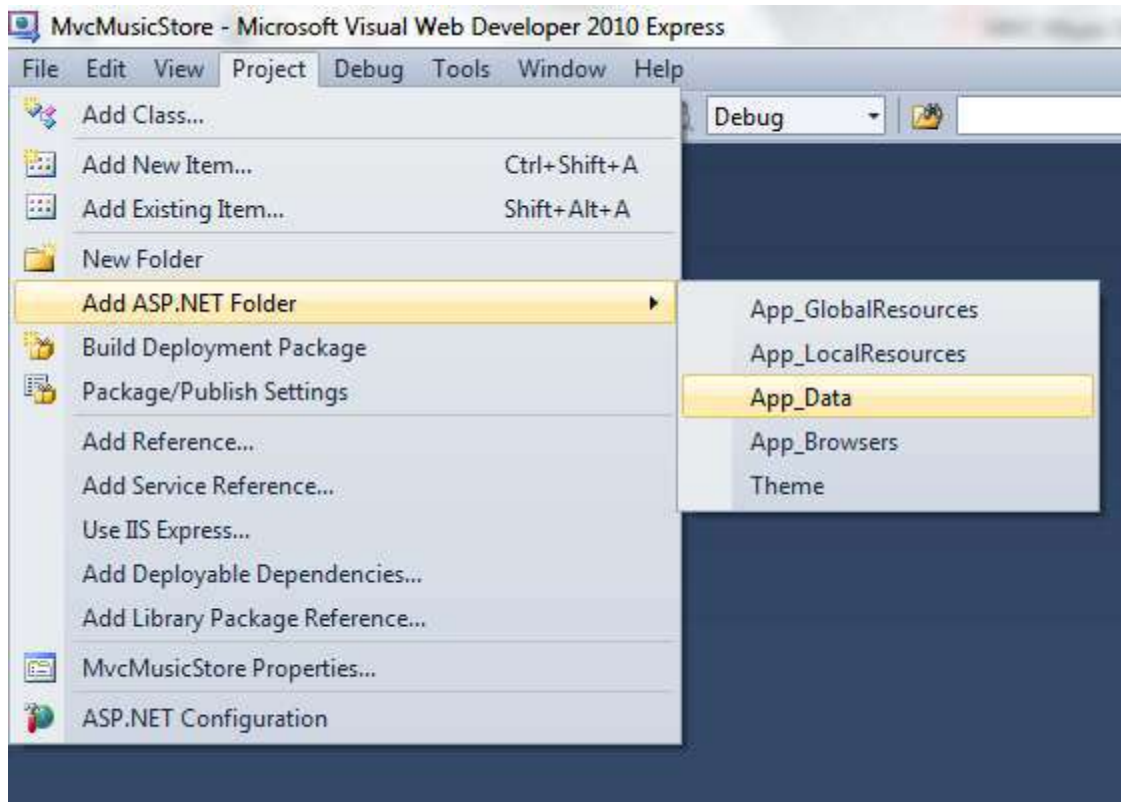 MvcMusicStore - Microsoft Visual Web Developer 2010 Express
File Edit View Project Debug Tools Window Help
Add Class...
Debug
Add New Item... Ctrl+Shift+A
Add Existing Item... Shift+Alt+A
New Folder
Add ASP.NET Folder
App_GlobalResources
Build Deployment Package
App_LocalResources
Package/Publish Settings
App_Data
Add Reference...
App_Browsers
Add Service Reference...
Theme
Use IIS Express...
Add Deployable Dependencies...
Add Library Package Reference...
MvcMusicStore Properties...
ASP.NET Configuration